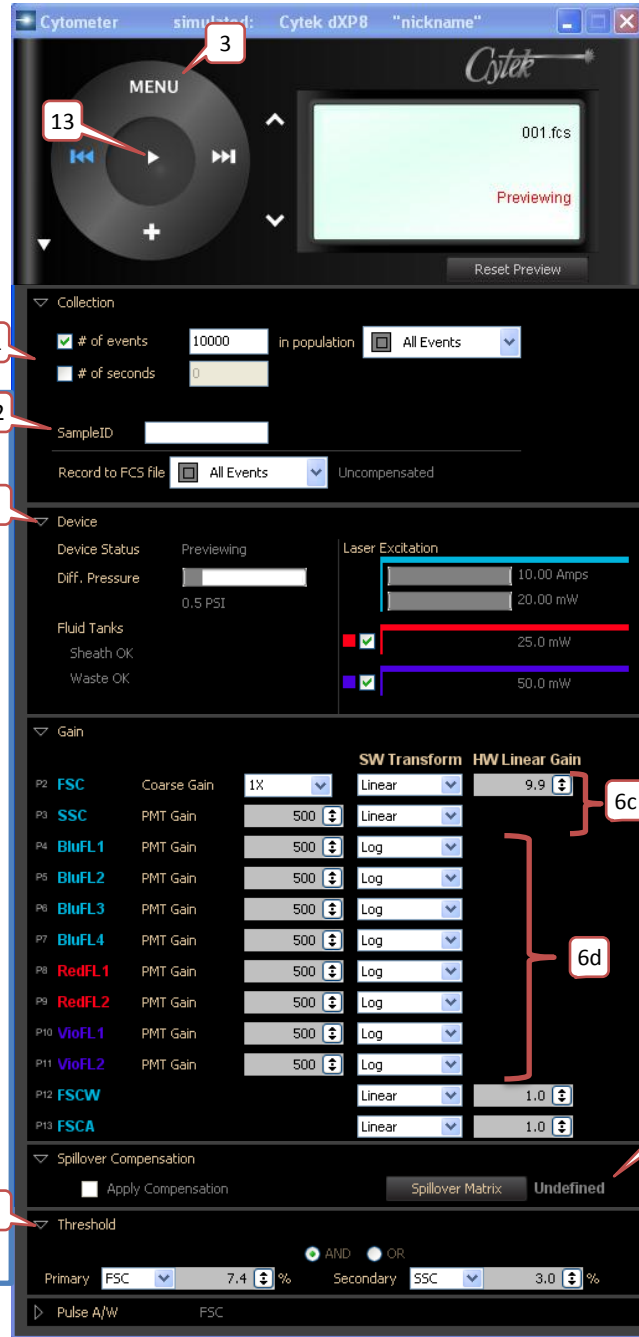 Cytometer simulated: Cytek dXP8 "nickname"
3
Cytek
MENU
13
001.fcs
Previewing
Reset Preview
Collection
# of events 10000 in population All Events
# of seconds 0
2
SampleID
Record to FCS file All Events Uncompensated
Device
Device Status Previewing Laser Excitation
Diff. Pressure 10.00 Amps
0.5 PSI 20.00 mW
Fluid Tanks
Sheath OK 25.0 mW
Waste OK 50.0 mW
Gain
SW Transform HW Linear Gain
P2 FSC Coarse Gain 1X Linear 9.9
6c
P3 SSC PMT Gain 500 Linear
P4 BluFL1 PMT Gain 500 Log
P5 BluFL2 PMT Gain 500 Log
P6 BluFL3 PMT Gain 500 Log
P7 BluFL4 PMT Gain 500 Log
6d
P8 RedFL1 PMT Gain 500 Log
P9 RedFL2 PMT Gain 500 Log
P10 VioFL1 PMT Gain 500 Log
P11 VioFL2 PMT Gain 500 Log
P12 FSCW Linear 1.0
P13 FSCA Linear 1.0
Spillover Compensation
Apply Compensation Spillover Matrix Undefined
Threshold
AND OR
Primary FSC 7.4 % Secondary SSC 3.0 %
Pulse A/W FSC